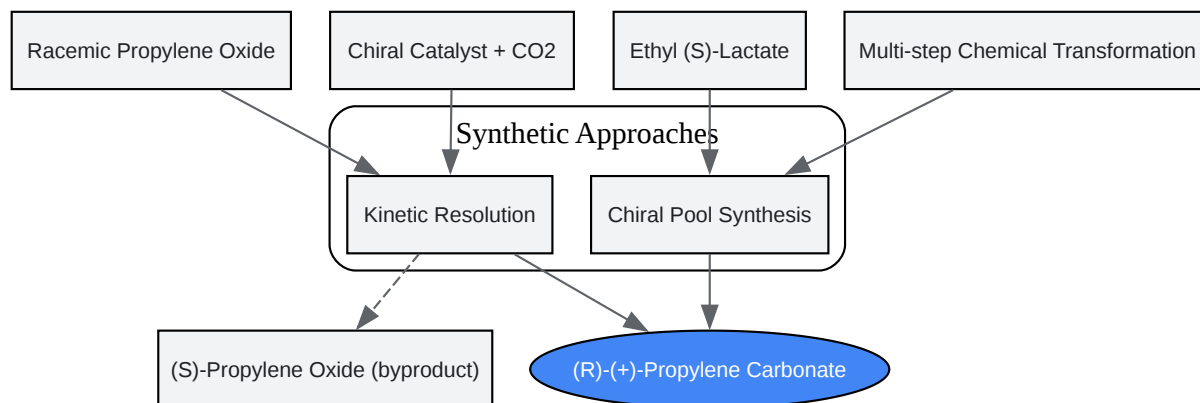 Racemic Propylene Oxide
Chiral Catalyst + CO2
Ethyl (S)-Lactate
Multi-step Chemical Transformation
Synthetic Approaches
Kinetic Resolution
Chiral Pool Synthesis
(S)-Propylene Oxide (byproduct)
(R)-(+)-Propylene Carbonate